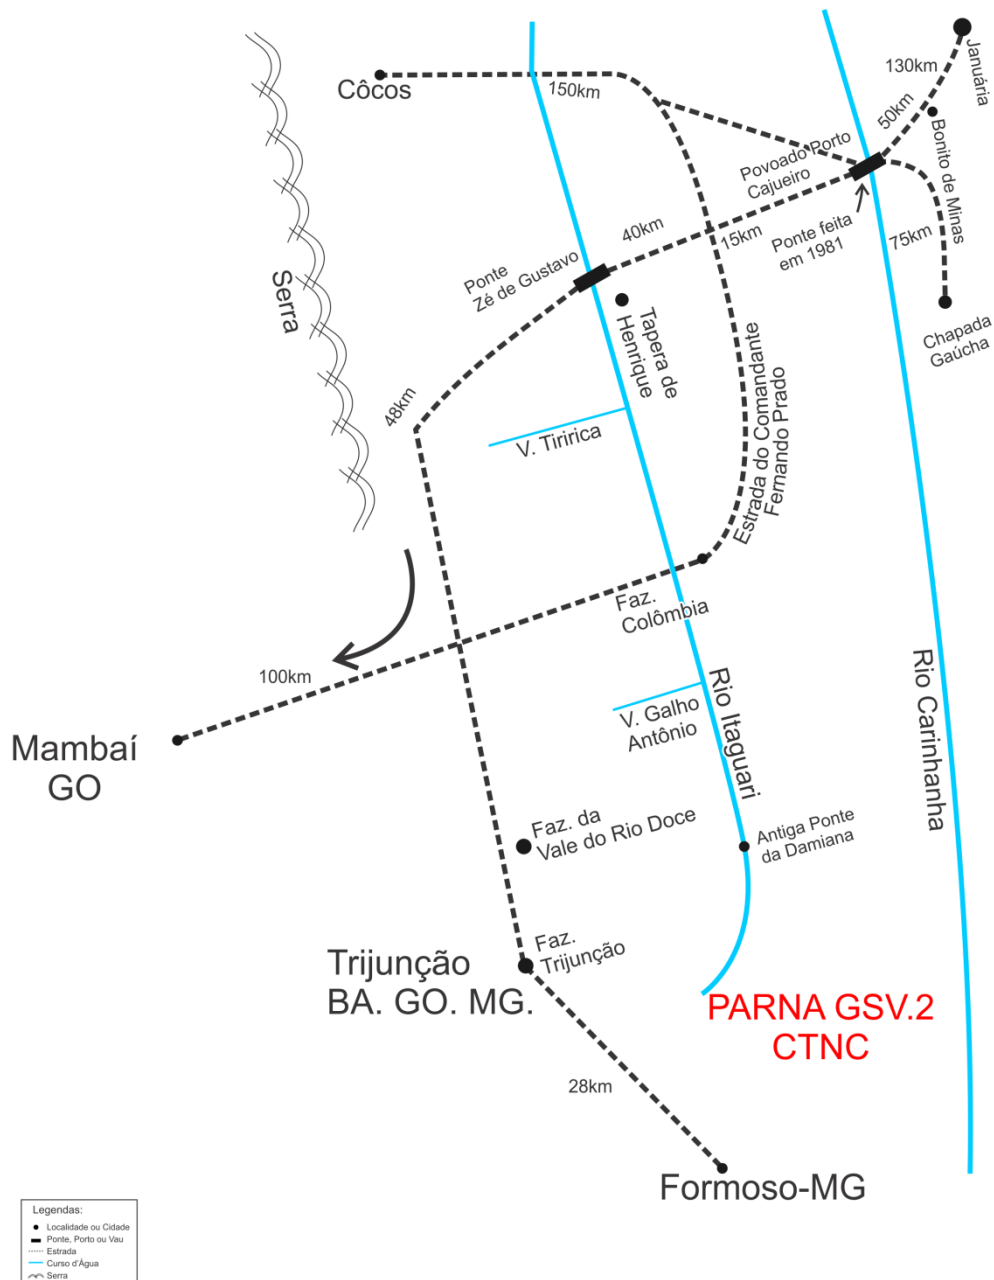 Côcos
150km
130km
Januária
50km
Bonito de Minas
Povoado Porto
Cajueiro
Ponte feita
em 1981
75km
Chapada
Gaúcha
40km
15km
Ponte
Zé de Gustavo
Serra
Tapera de
Henrique
48km
V. Tiririca
Estrada do Comandante
Fernando Prado
Faz.
Colômbia
100km
Mambaí
GO
V. Galho
Antônio
Rio Itaguari
Rio Carinhanha
Faz. da
Vale do Rio Doce
Antiga Ponte
da Damiana
Faz.
Trijunção
Trijunção
BA. GO. MG.
PARNA GSV.2
CTNC
28km
Formoso-MG
Legendas:
Localidade ou Cidade
Ponte, Porto ou Vau
Estrada
Curso d'Água
Serra